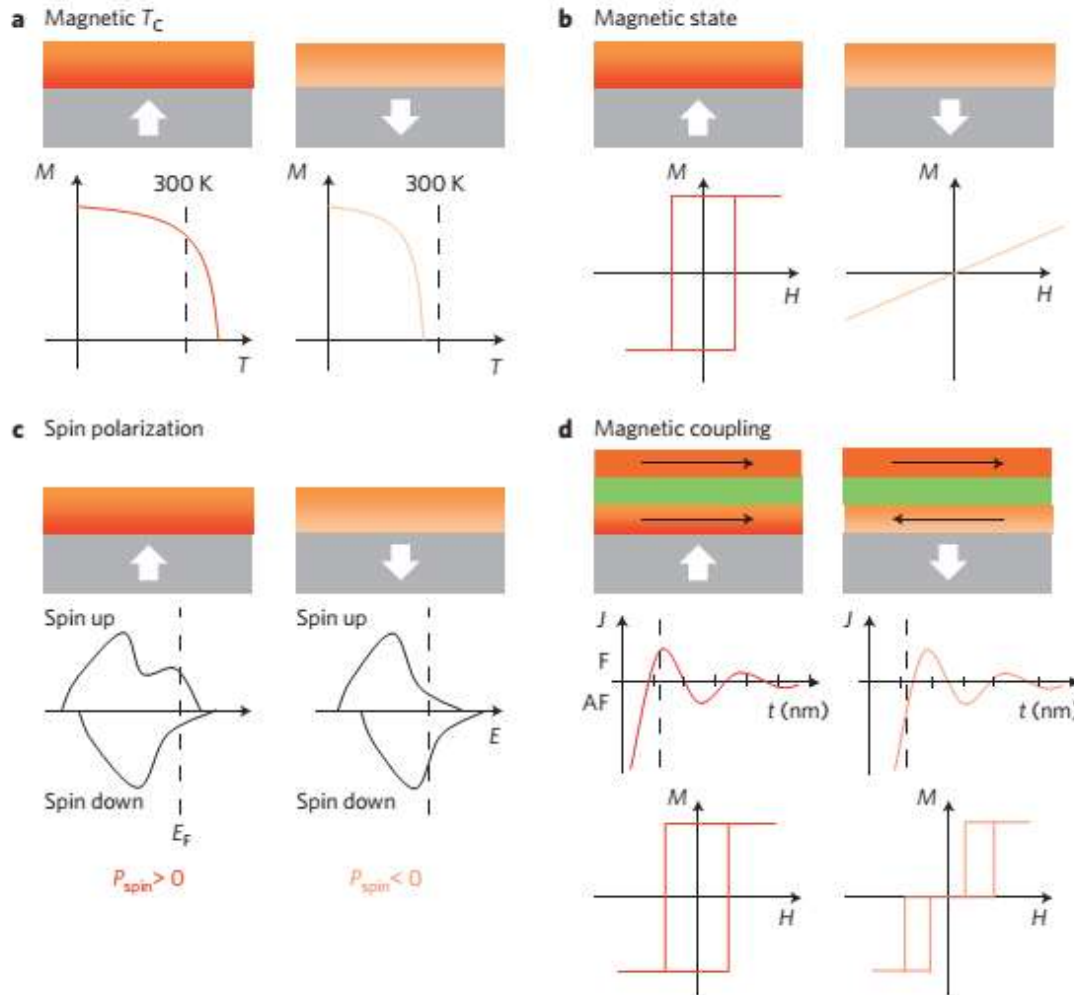 a Magnetic T_C
b Magnetic state
M
300 K
T
M
300 K
T
M
H
M
H
c Spin polarization
d Magnetic coupling
Spin up
Spin down
E_F
P_spin > 0
Spin up
E
Spin down
P_spin < 0
J
F
AF
t (nm)
J
t (nm)
M
H
M
H